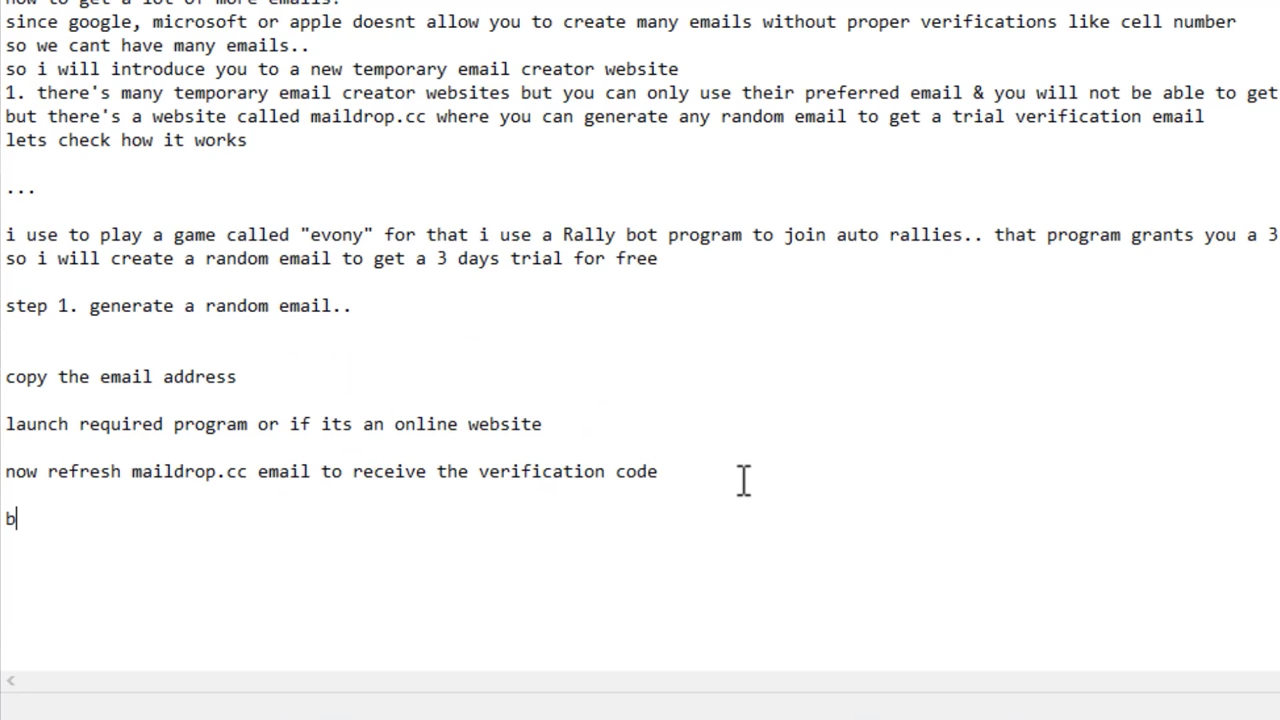 how to get a lot of more emails?
since google, microsoft or apple doesnt allow you to create many emails without proper verifications like cell number
so we cant have many emails..
so i will introduce you to a new temporary email creator website
1. there's many temporary email creator websites but you can only use their preferred email & you will not be able to get
but there's a website called maildrop.cc where you can generate any random email to get a trial verification email
lets check how it works
...
i use to play a game called "evony" for that i use a Rally bot program to join auto rallies.. that program grants you a 3
so i will create a random email to get a 3 days trial for free
step 1. generate a random email..
copy the email address
launch required program or if its an online website
now refresh maildrop.cc email to receive the verification code
b